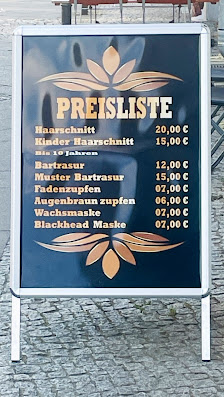 PREISLISTE
Haarschnitt 20,00 €
Kinder Haarschnitt 15,00 €
Bis 10 Jahren
Bartrasur 12,00 €
Muster Bartrasur 15,00 €
Fadenzupfen 07,00 €
Augenbraun zupfen 06,00 €
Wachsmaske 07,00 €
Blackhead Maske 07,00 €